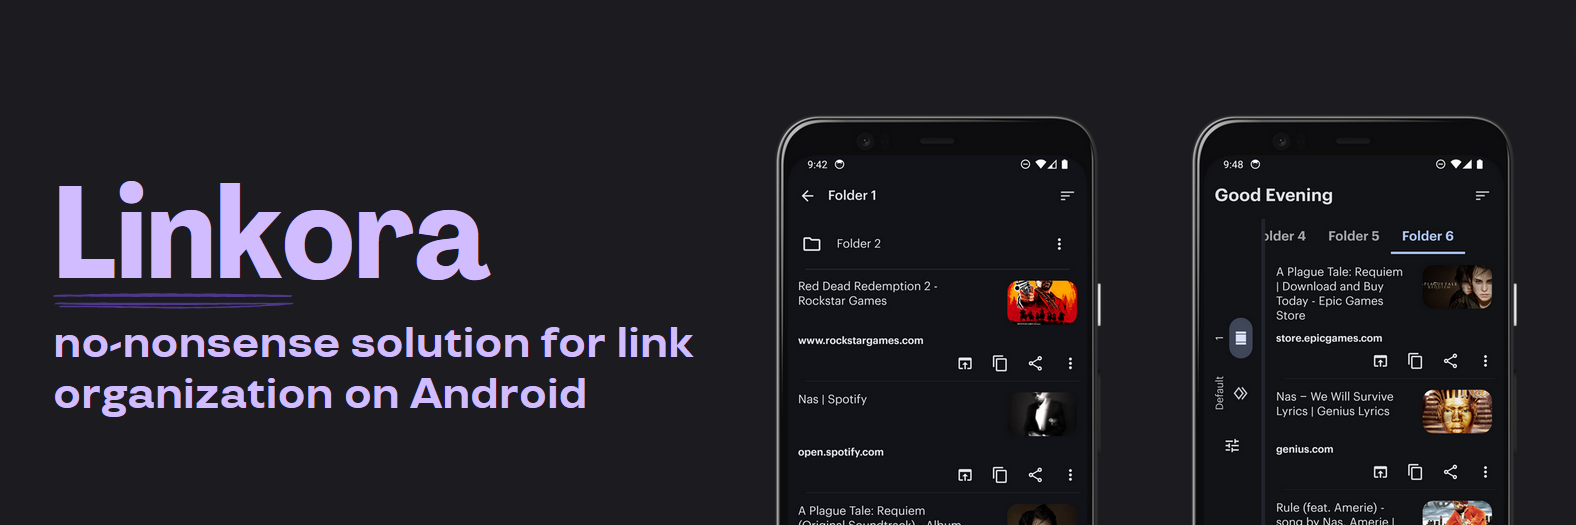 Linkora
no-nonsense solution for link
organization on Android
9:42
Folder 1
Folder 2
Red Dead Redemption 2 -
Rockstar Games
www.rockstargames.com
Nas | Spotify
open.spotify.com
A Plague Tale: Requiem
(Original Soundtrack) - Album
9:48
Good Evening
older 4
Folder 5
Folder 6
1
Default
A Plague Tale: Requiem
| Download and Buy
Today - Epic Games
Store
store.epicgames.com
Nas – We Will Survive
Lyrics | Genius Lyrics
genius.com
Rule (feat. Amerie) -
song by Nas, Amerie |